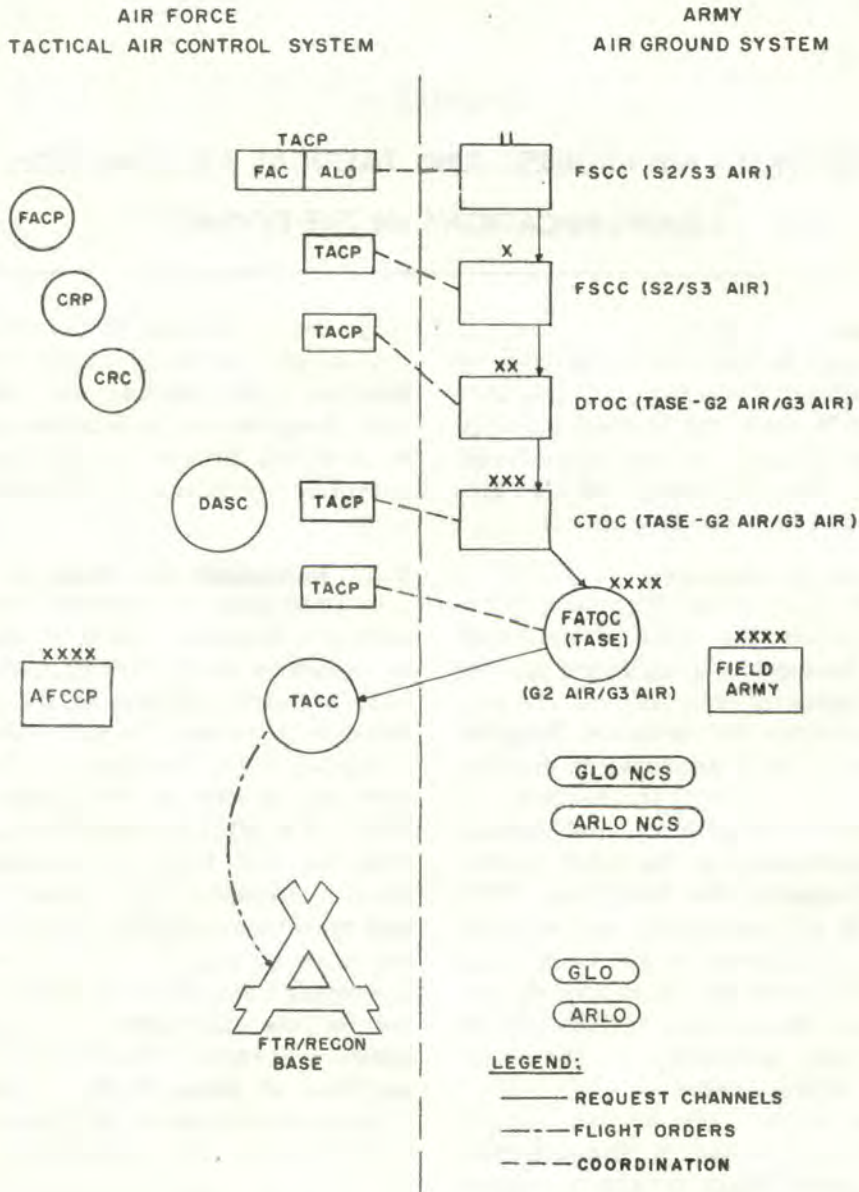 AIR FORCE
TACTICAL AIR CONTROL SYSTEM
ARMY
AIR GROUND SYSTEM
TACP
FAC ALO
II
FSCC (S2/S3 AIR)
FACP
TACP
X
FSCC (S2/S3 AIR)
CRP
TACP
CRC
XX
DTOC (TASE-G2 AIR/G3 AIR)
DASC
TACP
XXX
CTOC (TASE-G2 AIR/G3 AIR)
TACP
XXXX
FATOC
(TASE)
(G2 AIR/G3 AIR)
XXXX
AFCCP
TACC
XXXX
FIELD
ARMY
GLO NCS
ARLO NCS
GLO
ARLO
FTR/RECON
BASE
LEGEND:
REQUEST CHANNELS
FLIGHT ORDERS
COORDINATION